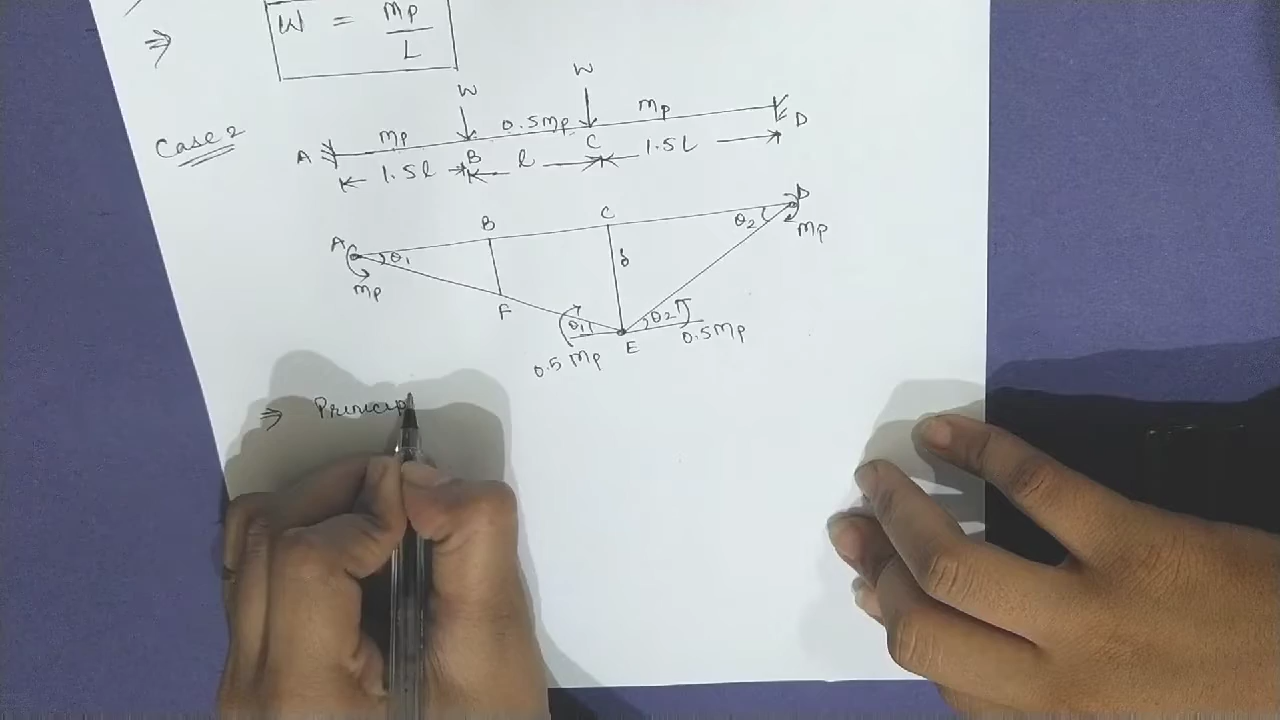 ⇒ W = Mp / L
Case 2
W W
A Mp B 0.5Mp C Mp D
1.5l l 1.5L
A B C D
θ1 δ θ2
Mp Mp
F
θ1 θ2
0.5Mp E 0.5Mp
⇒ Princip